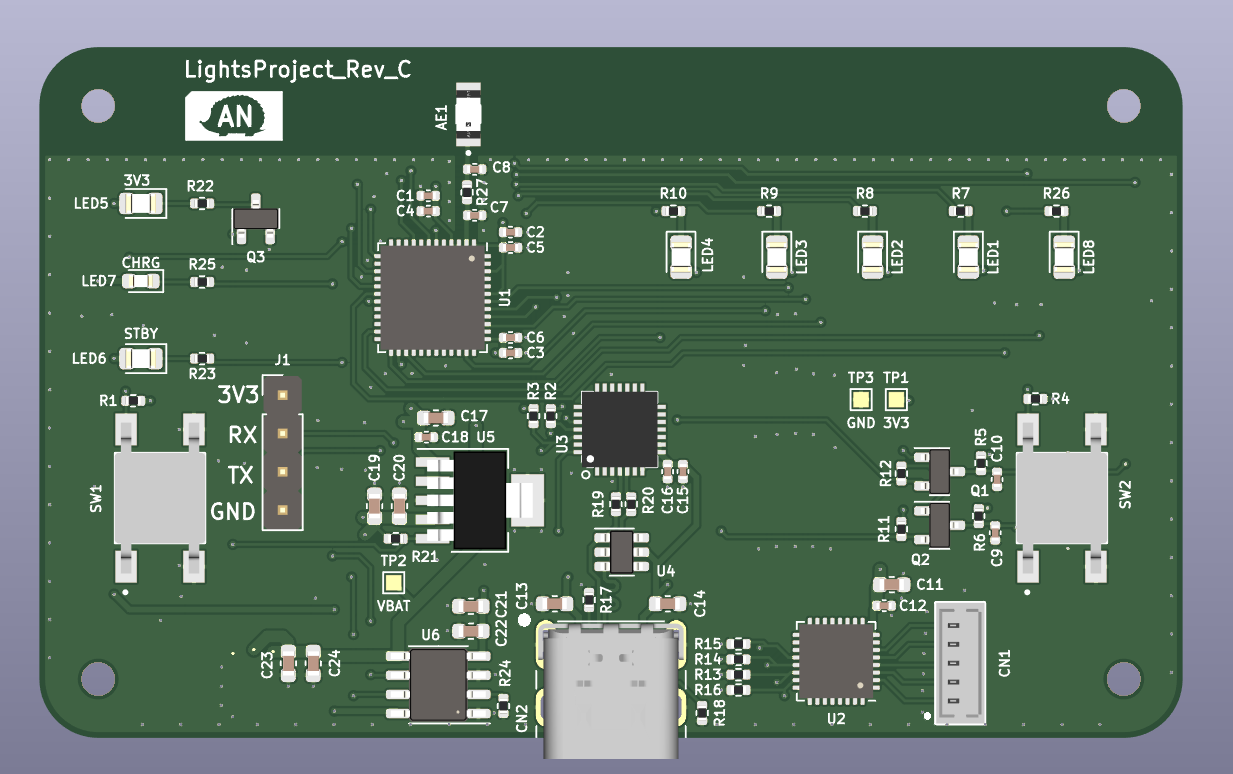 LightsProject_Rev_C
AN
AE1
C8
3V3
R22
LED5
R27
C1
C4
C7
R10
R9
R8
R7
R26
C2
C5
Q3
LED4
LED3
LED2
LED1
LED8
CHRG
LED7
R25
U1
STBY
LED6
R23
C6
C3
J1
3V3
RX
TX
GND
R1
SW1
R3
R2
U3
C17
C18
U5
C19
C20
R21
TP2
VBAT
TP3
TP1
GND
3V3
R4
R12
R5
C10
Q1
R11
Q2
R6
C9
SW2
C16
C15
R19
R20
U4
R17
C13
C14
C21
C22
C11
C12
U6
C23
C24
R24
CN2
R15
R14
R13
R16
R18
U2
CN1